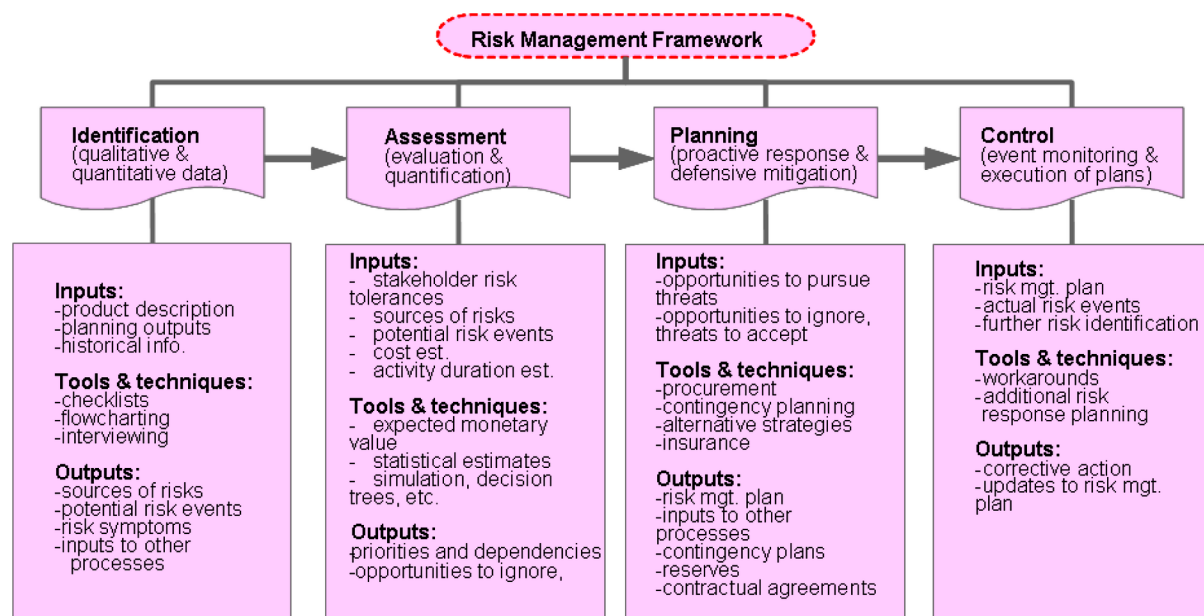 Risk Management Framework
Identification
(qualitative &
quantitative data)
Assessment
(evaluation &
quantification)
Planning
(proactive response &
defensive mitigation)
Control
(event monitoring &
execution of plans)
Inputs:
-product description
-planning outputs
-historical info.
Tools & techniques:
-checklists
-flowcharting
-interviewing
Outputs:
-sources of risks
-potential risk events
-risk symptoms
-inputs to other
processes
Inputs:
- stakeholder risk
tolerances
- sources of risks
- potential risk events
- cost est.
- activity duration est.
Tools & techniques:
- expected monetary
value
- statistical estimates
- simulation, decision
trees, etc.
Outputs:
-priorities and dependencies
-opportunities to ignore,
Inputs:
-opportunities to pursue
threats
-opportunities to ignore,
threats to accept
Tools & techniques:
-procurement
-contingency planning
-alternative strategies
-insurance
Outputs:
-risk mgt. plan
-inputs to other
processes
-contingency plans
-reserves
-contractual agreements
Inputs:
-risk mgt. plan
-actual risk events
-further risk identification
Tools & techniques:
-workarounds
-additional risk
response planning
Outputs:
-corrective action
-updates to risk mgt.
plan